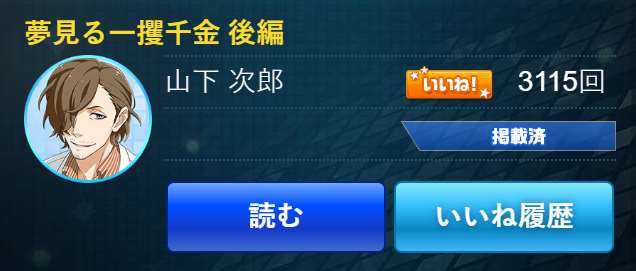 夢見る一攫千金 後編
山下 次郎
いいね!
3115回
掲載済
読む
いいね履歴